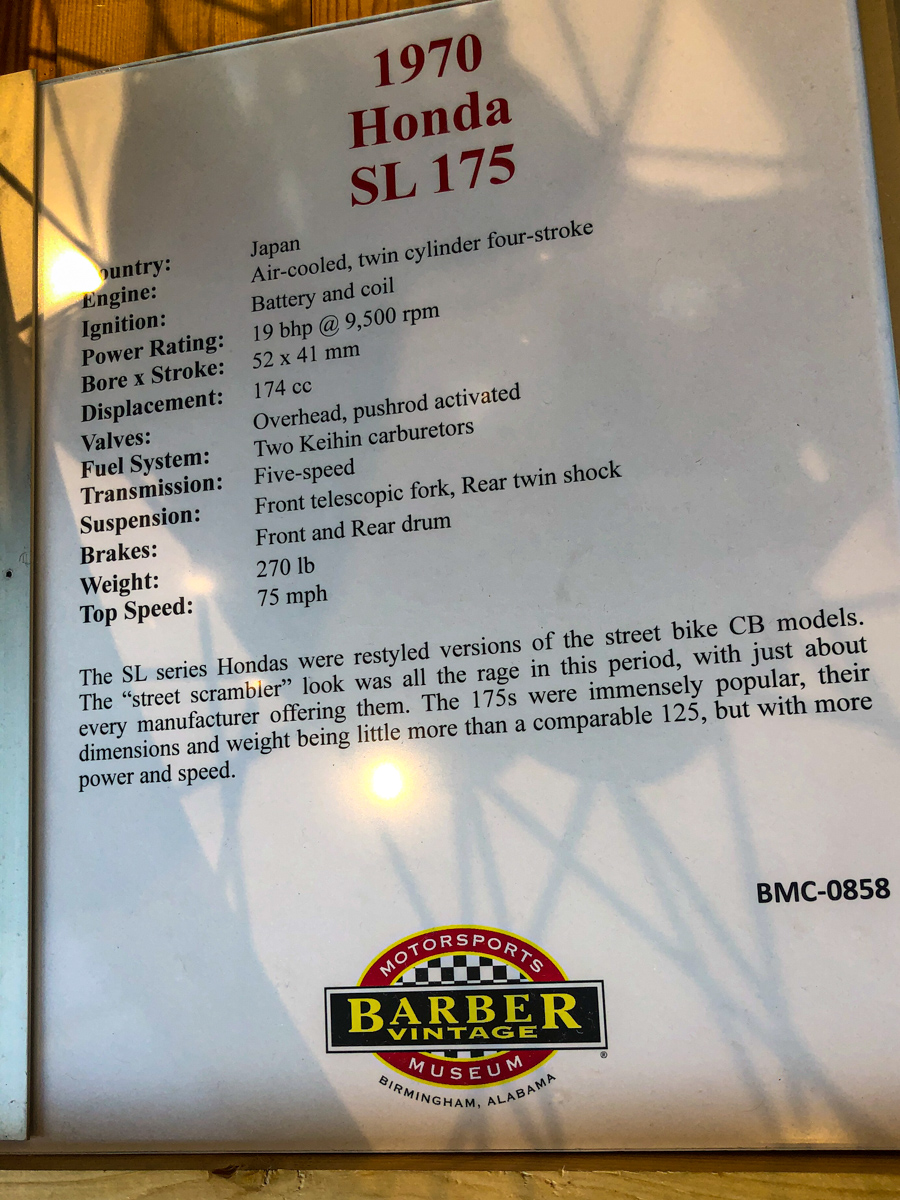 1970
Honda
SL 175
Country: Japan
Engine: Air-cooled, twin cylinder four-stroke
Ignition: Battery and coil
Power Rating: 19 bhp @ 9,500 rpm
Bore x Stroke: 52 x 41 mm
Displacement: 174 cc
Valves: Overhead, pushrod activated
Fuel System: Two Keihin carburetors
Transmission: Five-speed
Suspension: Front telescopic fork, Rear twin shock
Brakes: Front and Rear drum
Weight: 270 lb
Top Speed: 75 mph
The SL series Hondas were restyled versions of the street bike CB models.
The “street scrambler” look was all the rage in this period, with just about
every manufacturer offering them. The 175s were immensely popular, their
dimensions and weight being little more than a comparable 125, but with more
power and speed.
BMC-0858
MOTORSPORTS
BARBER
VINTAGE
®
MUSEUM
BIRMINGHAM, ALABAMA